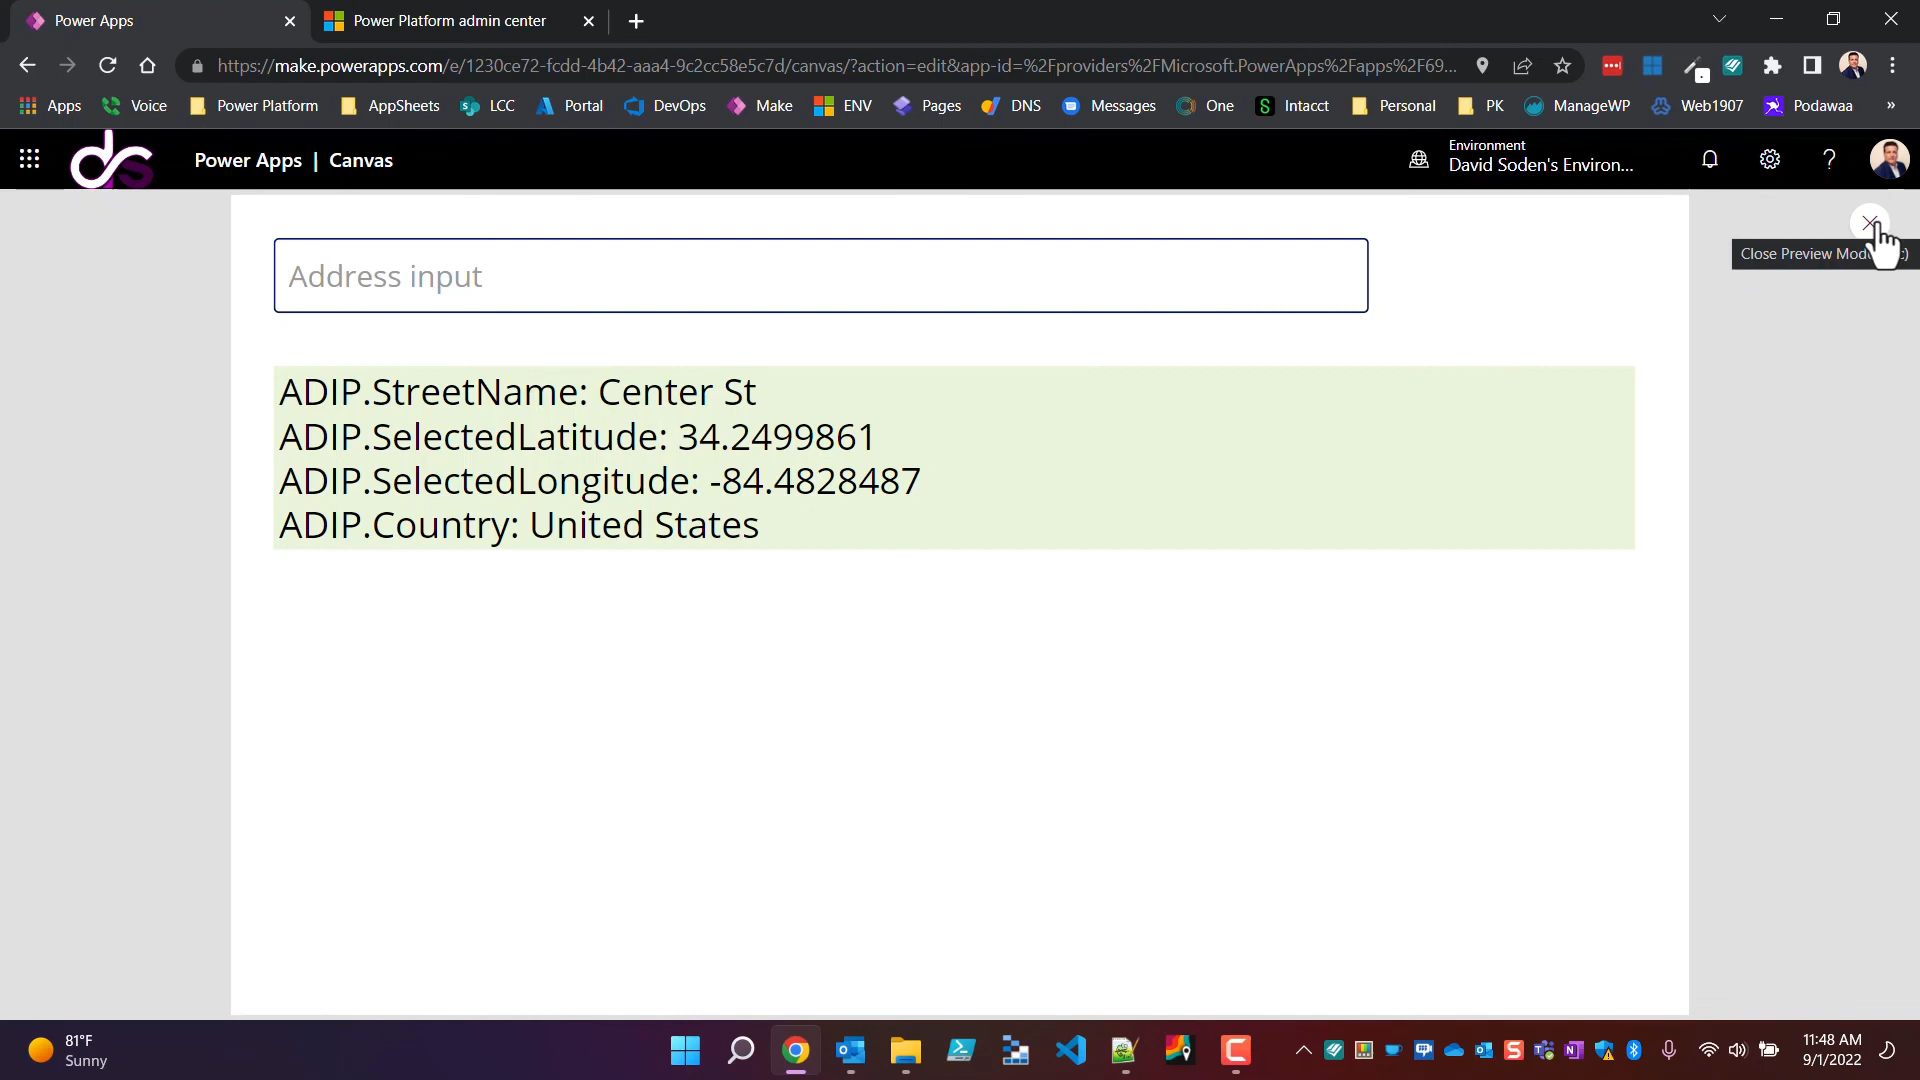 Power Apps
Power Platform admin center
https://make.powerapps.com/e/1230ce72-fcdd-4b42-aaa4-9c2cc58e5c7d/canvas/?action=edit&app-id=%2Fproviders%2FMicrosoft.PowerApps%2Fapps%2F69...
Apps Voice Power Platform AppSheets LCC Portal DevOps Make ENV Pages DNS Messages One Intacct Personal PK ManageWP Web1907 Podawaa »
ds Power Apps | Canvas
Environment
David Soden's Environ...
Address input
Close Preview Mod
ADIP.StreetName: Center St
ADIP.SelectedLatitude: 34.2499861
ADIP.SelectedLongitude: -84.4828487
ADIP.Country: United States
81°F
Sunny
11:48 AM
9/1/2022